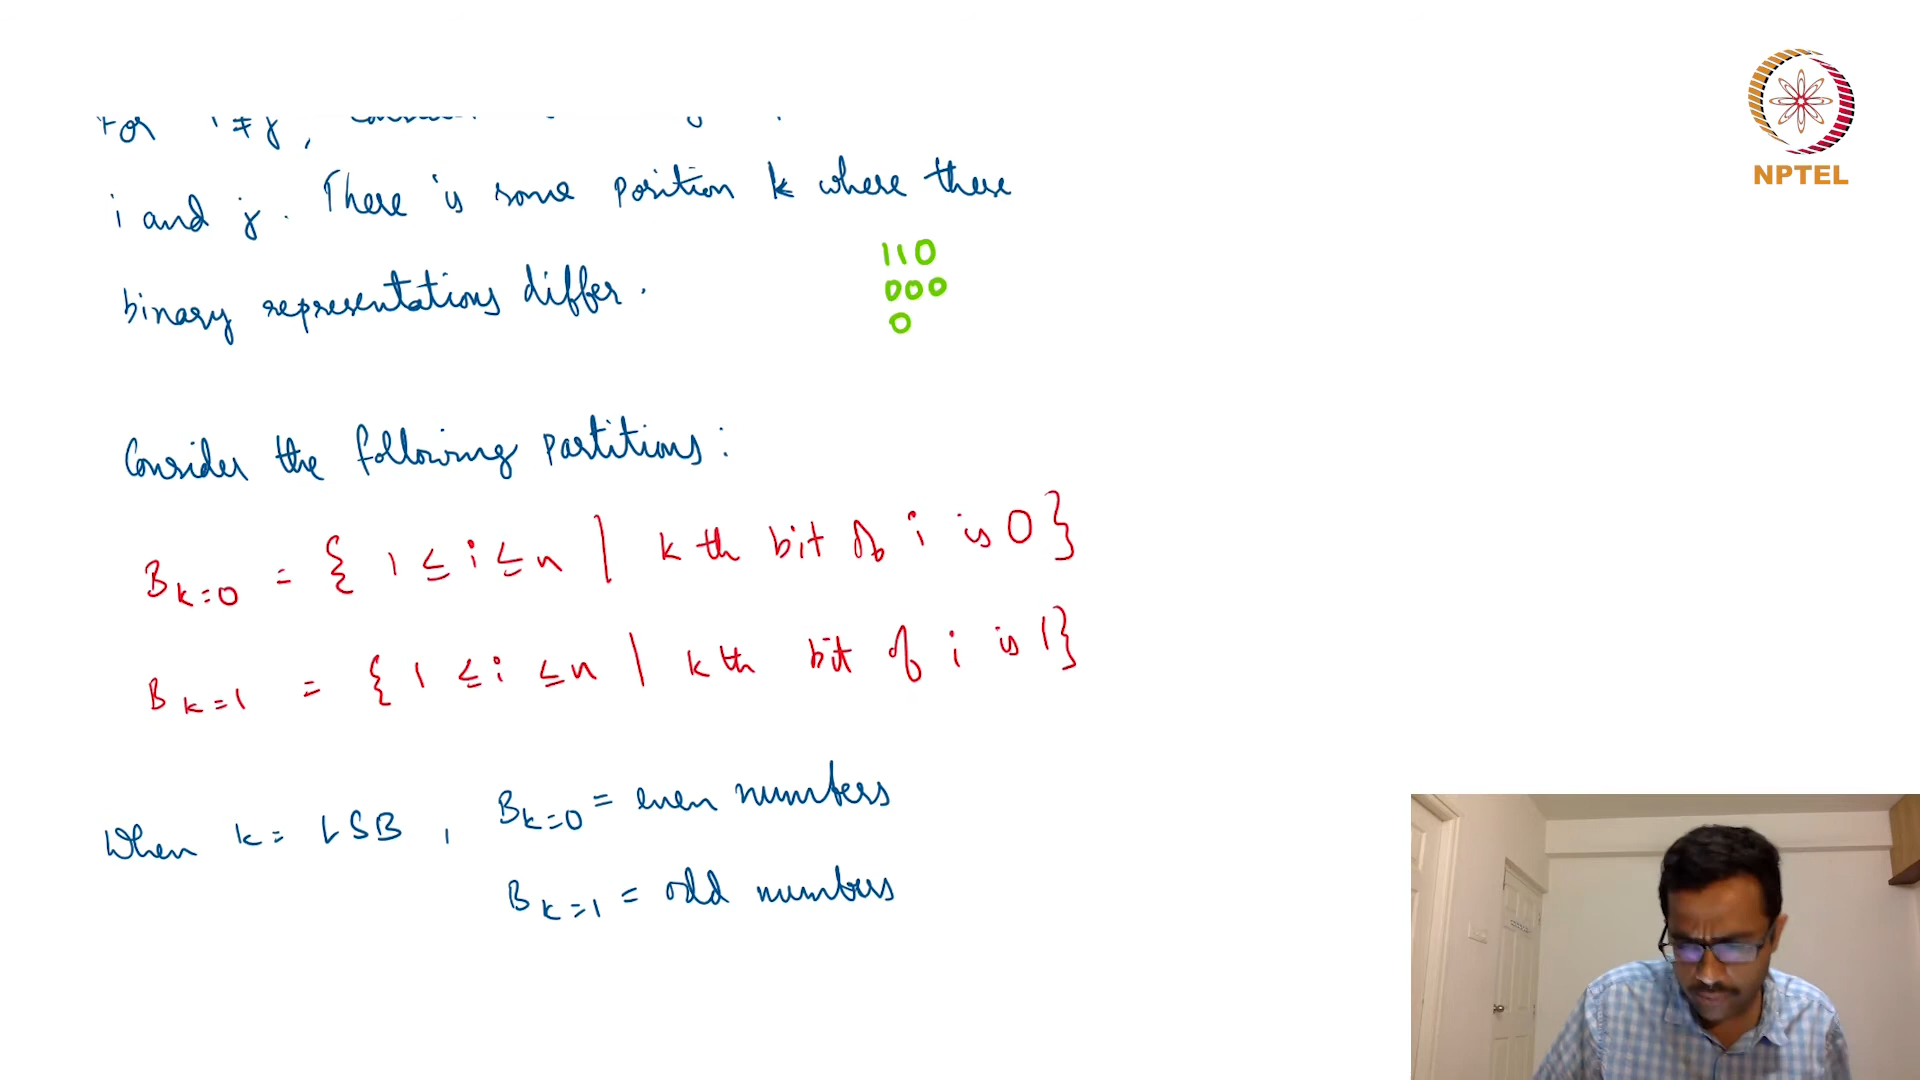 For i ≠ j,
i and j. There is some position k where these
binary representations differ.
110
000
0
Consider the following partitions:
B k=0 = { 1 ≤ i ≤ n | k th bit of i is 0}
B k=1 = { 1 ≤ i ≤ n | k th bit of i is 1}
When k = LSB, B k=0 = even numbers
B k=1 = odd numbers
NPTEL